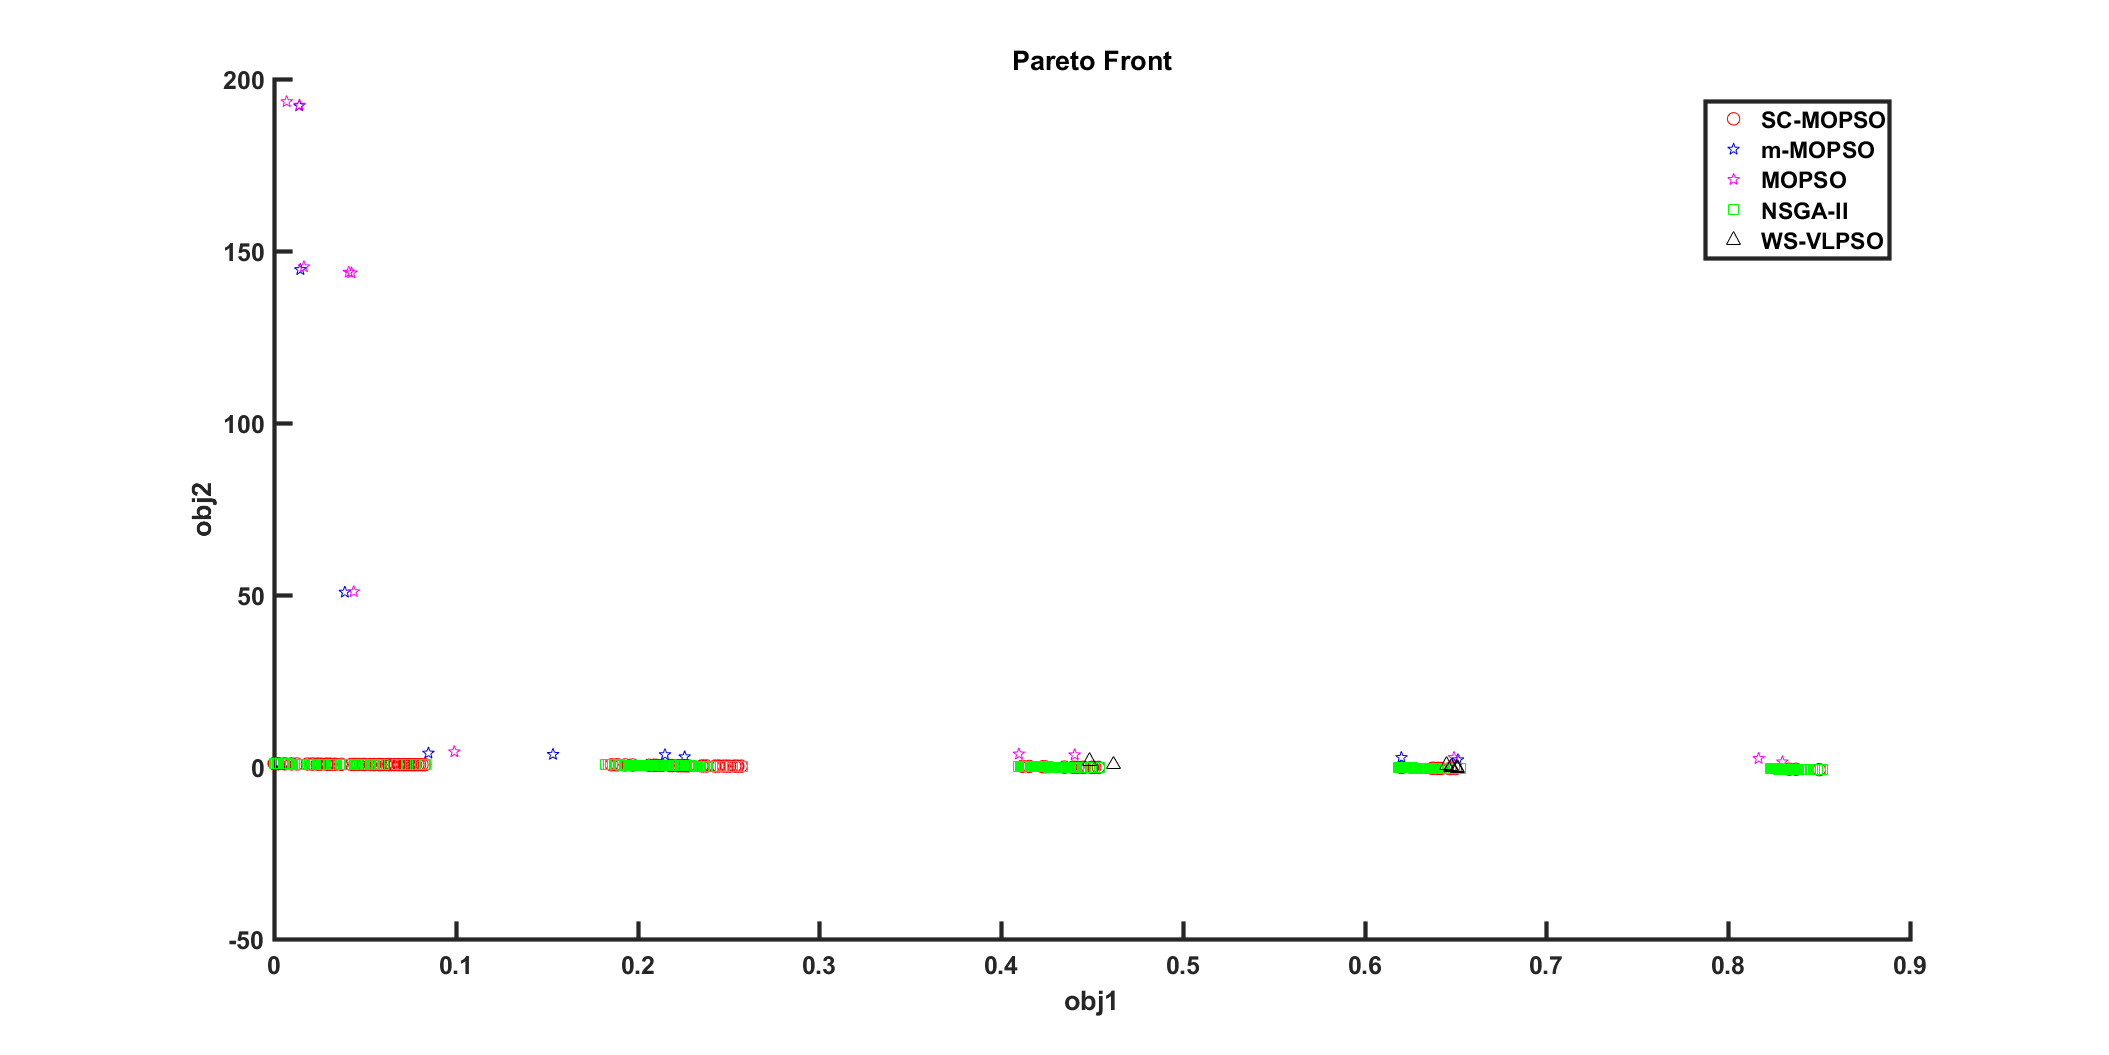 Pareto Front
200
150
100
50
0
-50
obj2
SC-MOPSO
m-MOPSO
MOPSO
NSGA-II
WS-VLPSO
0 0.1 0.2 0.3 0.4 0.5 0.6 0.7 0.8 0.9
obj1